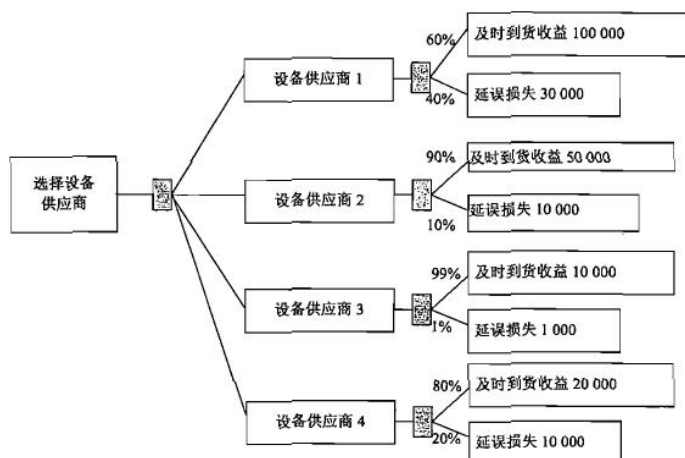 选择设备
供应商
设备供应商 1
60%
及时到货收益 100 000
40%
延误损失 30 000
设备供应商 2
90%
及时到货收益 50 000
10%
延误损失 10 000
设备供应商 3
99%
及时到货收益 10 000
1%
延误损失 1 000
设备供应商 4
80%
及时到货收益 20 000
20%
延误损失 10 000